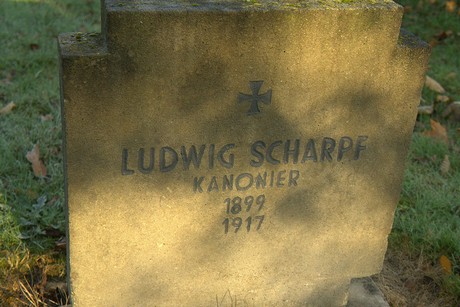 LUDWIG SCHARPF
KANONIER
1899
1917